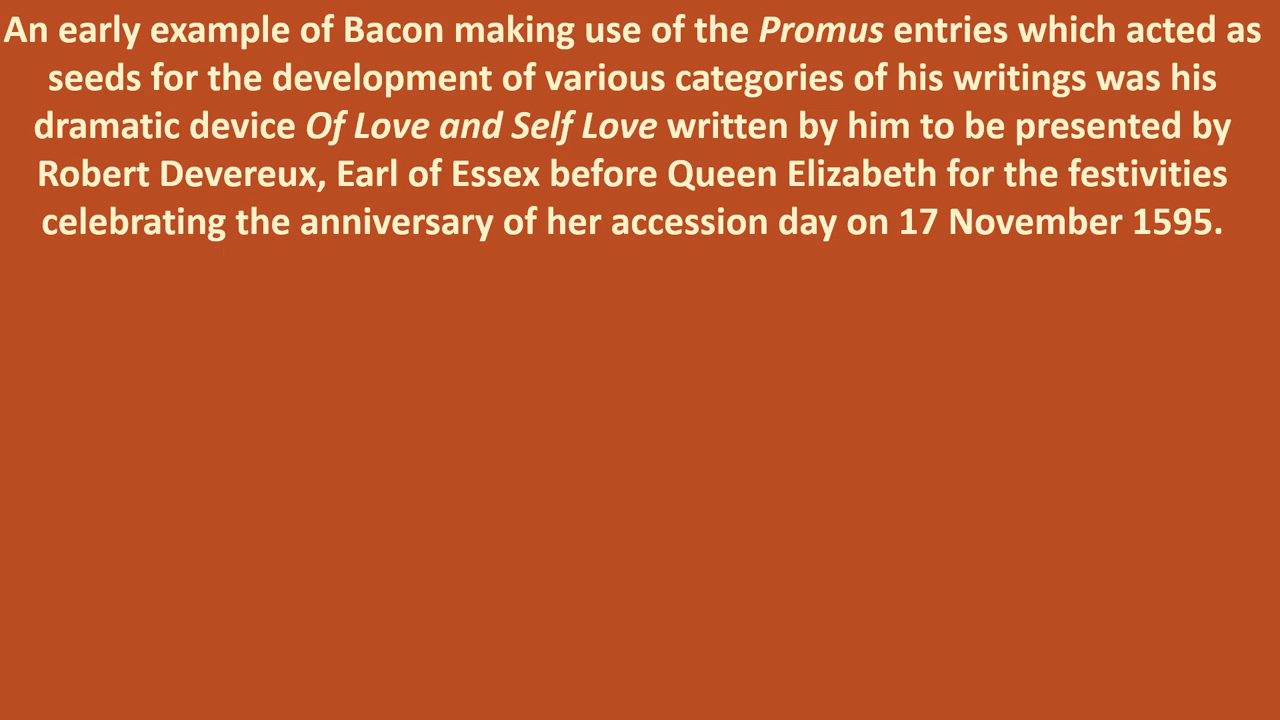 An early example of Bacon making use of the Promus entries which acted as
seeds for the development of various categories of his writings was his
dramatic device Of Love and Self Love written by him to be presented by
Robert Devereux, Earl of Essex before Queen Elizabeth for the festivities
celebrating the anniversary of her accession day on 17 November 1595.